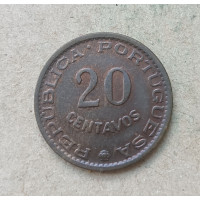 REPUBLICA · PORTUGUESA
20
CENTAVOS